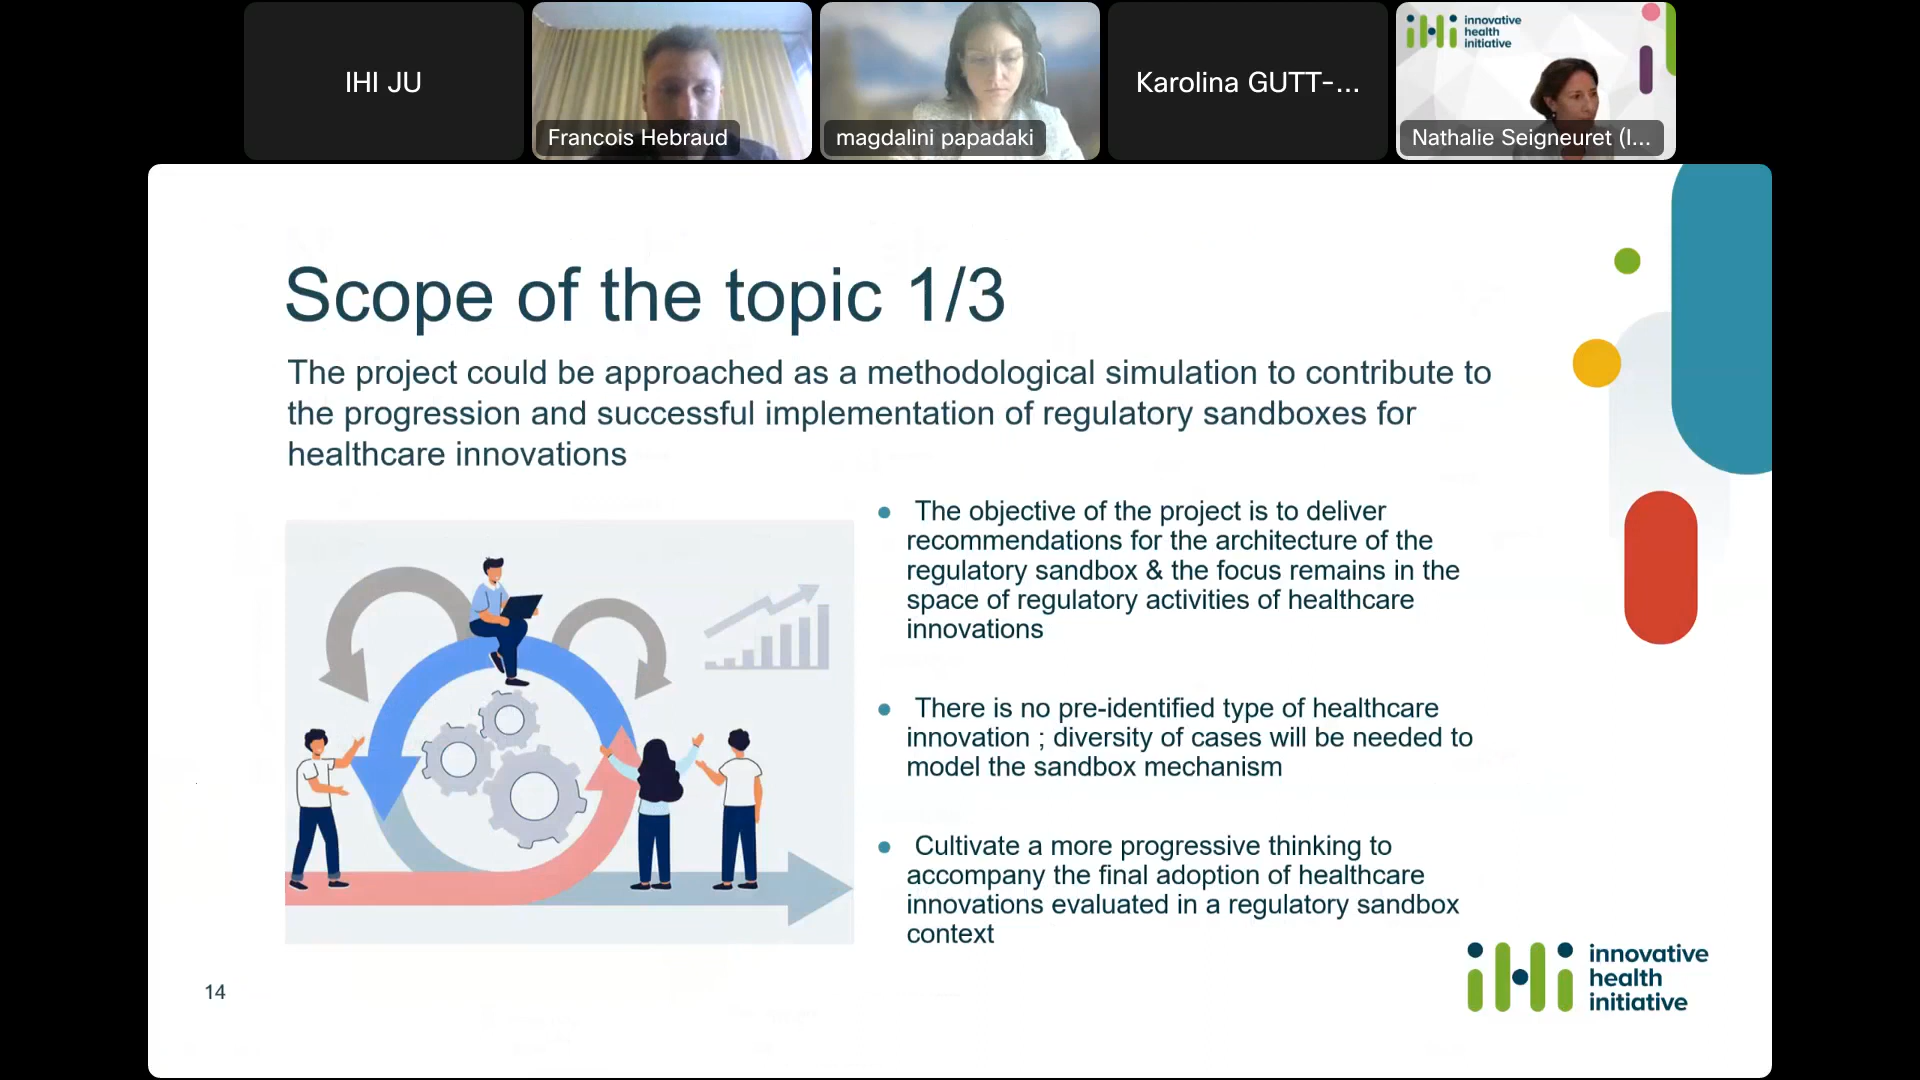 IHI JU
Francois Hebraud
magdalini papadaki
Karolina GUTT-...
innovative
health
initiative
Nathalie Seigneuret (I...
Scope of the topic 1/3
The project could be approached as a methodological simulation to contribute to
the progression and successful implementation of regulatory sandboxes for
healthcare innovations
The objective of the project is to deliver
recommendations for the architecture of the
regulatory sandbox & the focus remains in the
space of regulatory activities of healthcare
innovations
There is no pre-identified type of healthcare
innovation ; diversity of cases will be needed to
model the sandbox mechanism
Cultivate a more progressive thinking to
accompany the final adoption of healthcare
innovations evaluated in a regulatory sandbox
context
14
iHi
innovative
health
initiative